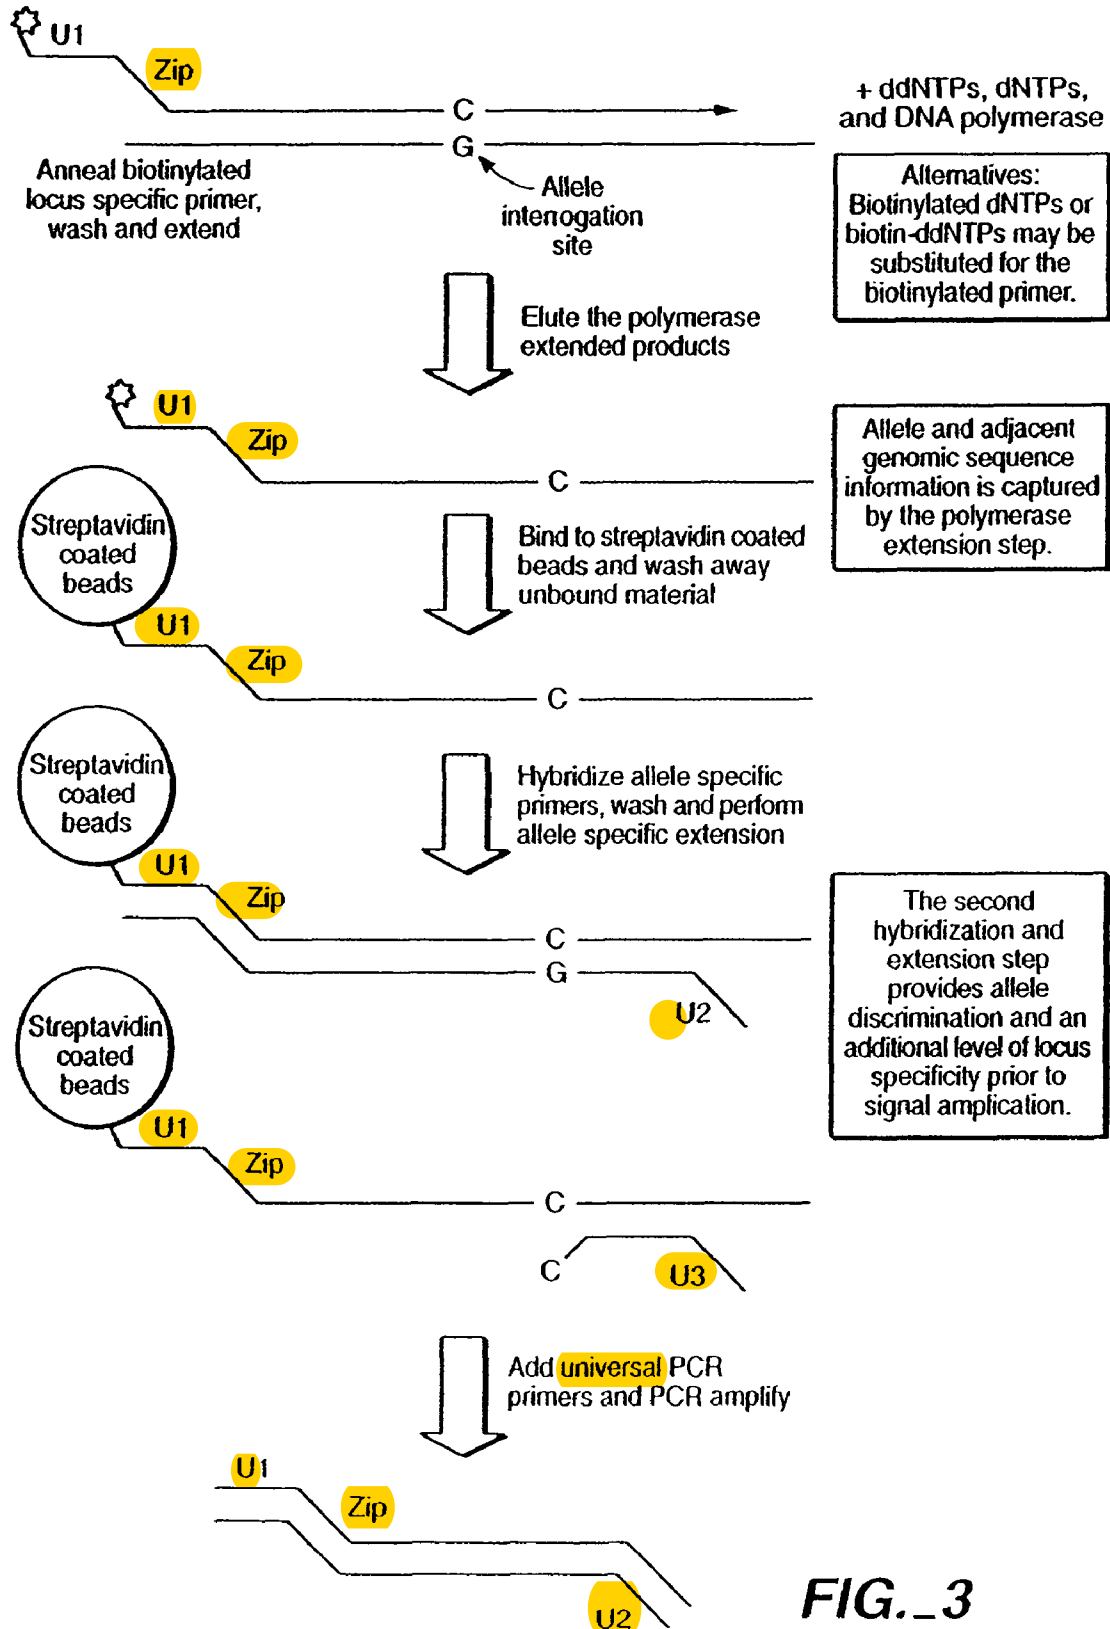 U1
Zip
C
G
Anneal biotinylated
locus specific primer,
wash and extend
Allele
interrogation
site
+ ddNTPs, dNTPs,
and DNA polymerase
Alternatives:
Biotinylated dNTPs or
biotin-ddNTPs may be
substituted for the
biotinylated primer.
Elute the polymerase
extended products
U1
Zip
C
Allele and adjacent
genomic sequence
information is captured
by the polymerase
extension step.
Streptavidin
coated
beads
Bind to streptavidin coated
beads and wash away
unbound material
U1
Zip
C
Streptavidin
coated
beads
Hybridize allele specific
primers, wash and perform
allele specific extension
U1
Zip
C
G
U2
The second
hybridization and
extension step
provides allele
discrimination and an
additional level of locus
specificity prior to
signal amplication.
Streptavidin
coated
beads
U1
Zip
C
C
U3
Add universal PCR
primers and PCR amplify
U1
Zip
U2
FIG._3